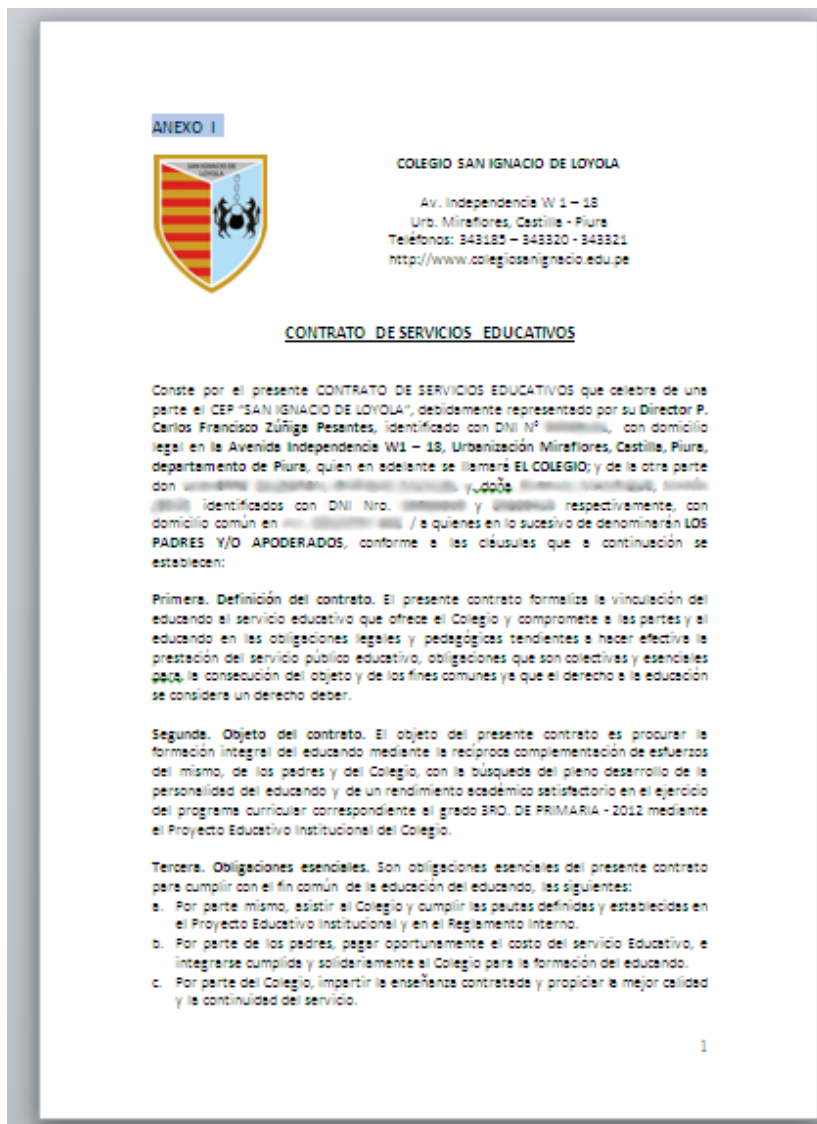 ANEXO I
SAN IGNACIO DE
LOYOLA
COLEGIO SAN IGNACIO DE LOYOLA
Av. Independencia W 1 – 18
Urb. Miraflores, Castilla - Piura
Teléfonos: 343185 – 343320 - 343321
http://www.colegiosanignacio.edu.pe
CONTRATO DE SERVICIOS EDUCATIVOS
Conste por el presente CONTRATO DE SERVICIOS EDUCATIVOS que celebra de una
parte el CEP "SAN IGNACIO DE LOYOLA", debidamente representado por su Director P.
Carlos Francisco Zúñiga Pesantes, identificado con DNI N° , con domicilio
legal en la Avenida Independencia W1 – 18, Urbanización Miraflores, Castilla, Piura,
departamento de Piura, quien en adelante se llamará EL COLEGIO; y de la otra parte
don y doña
identificados con DNI Nro. y respectivamente, con
domicilio común en / a quienes en lo sucesivo de denominarán LOS
PADRES Y/O APODERADOS, conforme a las cláusulas que a continuación se
establecen:
Primera. Definición del contrato. El presente contrato formaliza la vinculación del
educando al servicio educativo que ofrece el Colegio y compromete a las partes y al
educando en las obligaciones legales y pedagógicas tendientes a hacer efectiva la
prestación del servicio público educativo, obligaciones que son colectivas y esenciales
para la consecución del objeto y de los fines comunes ya que el derecho a la educación
se considera un derecho deber.
Segunda. Objeto del contrato. El objeto del presente contrato es procurar la
formación integral del educando mediante la recíproca complementación de esfuerzos
del mismo, de los padres y del Colegio, con la búsqueda del pleno desarrollo de la
personalidad del educando y de un rendimiento académico satisfactorio en el ejercicio
del programa curricular correspondiente al grado 3RO. DE PRIMARIA - 2012 mediante
el Proyecto Educativo Institucional del Colegio.
Tercera. Obligaciones esenciales. Son obligaciones esenciales del presente contrato
para cumplir con el fin común de la educación del educando, las siguientes:
a. Por parte mismo, asistir al Colegio y cumplir las pautas definidas y establecidas en
el Proyecto Educativo Institucional y en el Reglamento Interno.
b. Por parte de los padres, pagar oportunamente el costo del servicio Educativo, e
integrarse cumplida y solidariamente al Colegio para la formación del educando.
c. Por parte del Colegio, impartir la enseñanza contratada y propiciar la mejor calidad
y la continuidad del servicio.
1